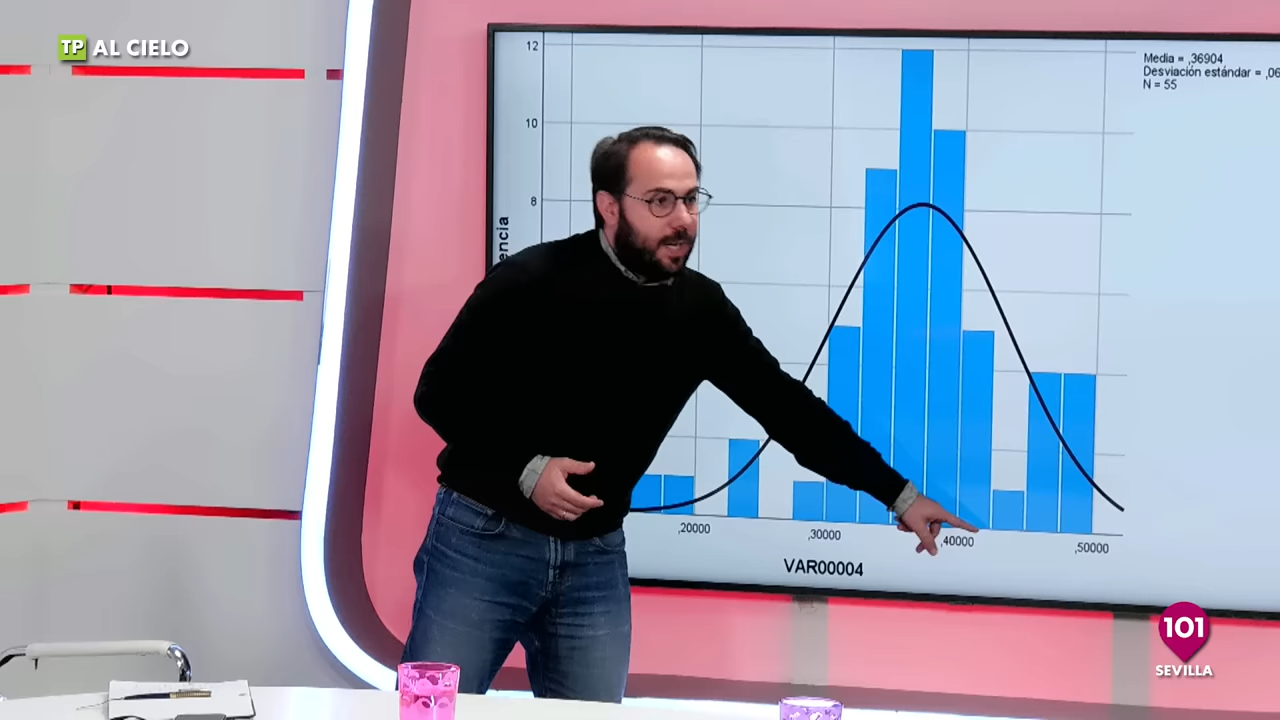 TP AL CIELO
12
10
8
encia
Media = ,36904
Desviación estándar = ,06
N = 55
,20000
,30000
,40000
,50000
VAR00004
101
SEVILLA